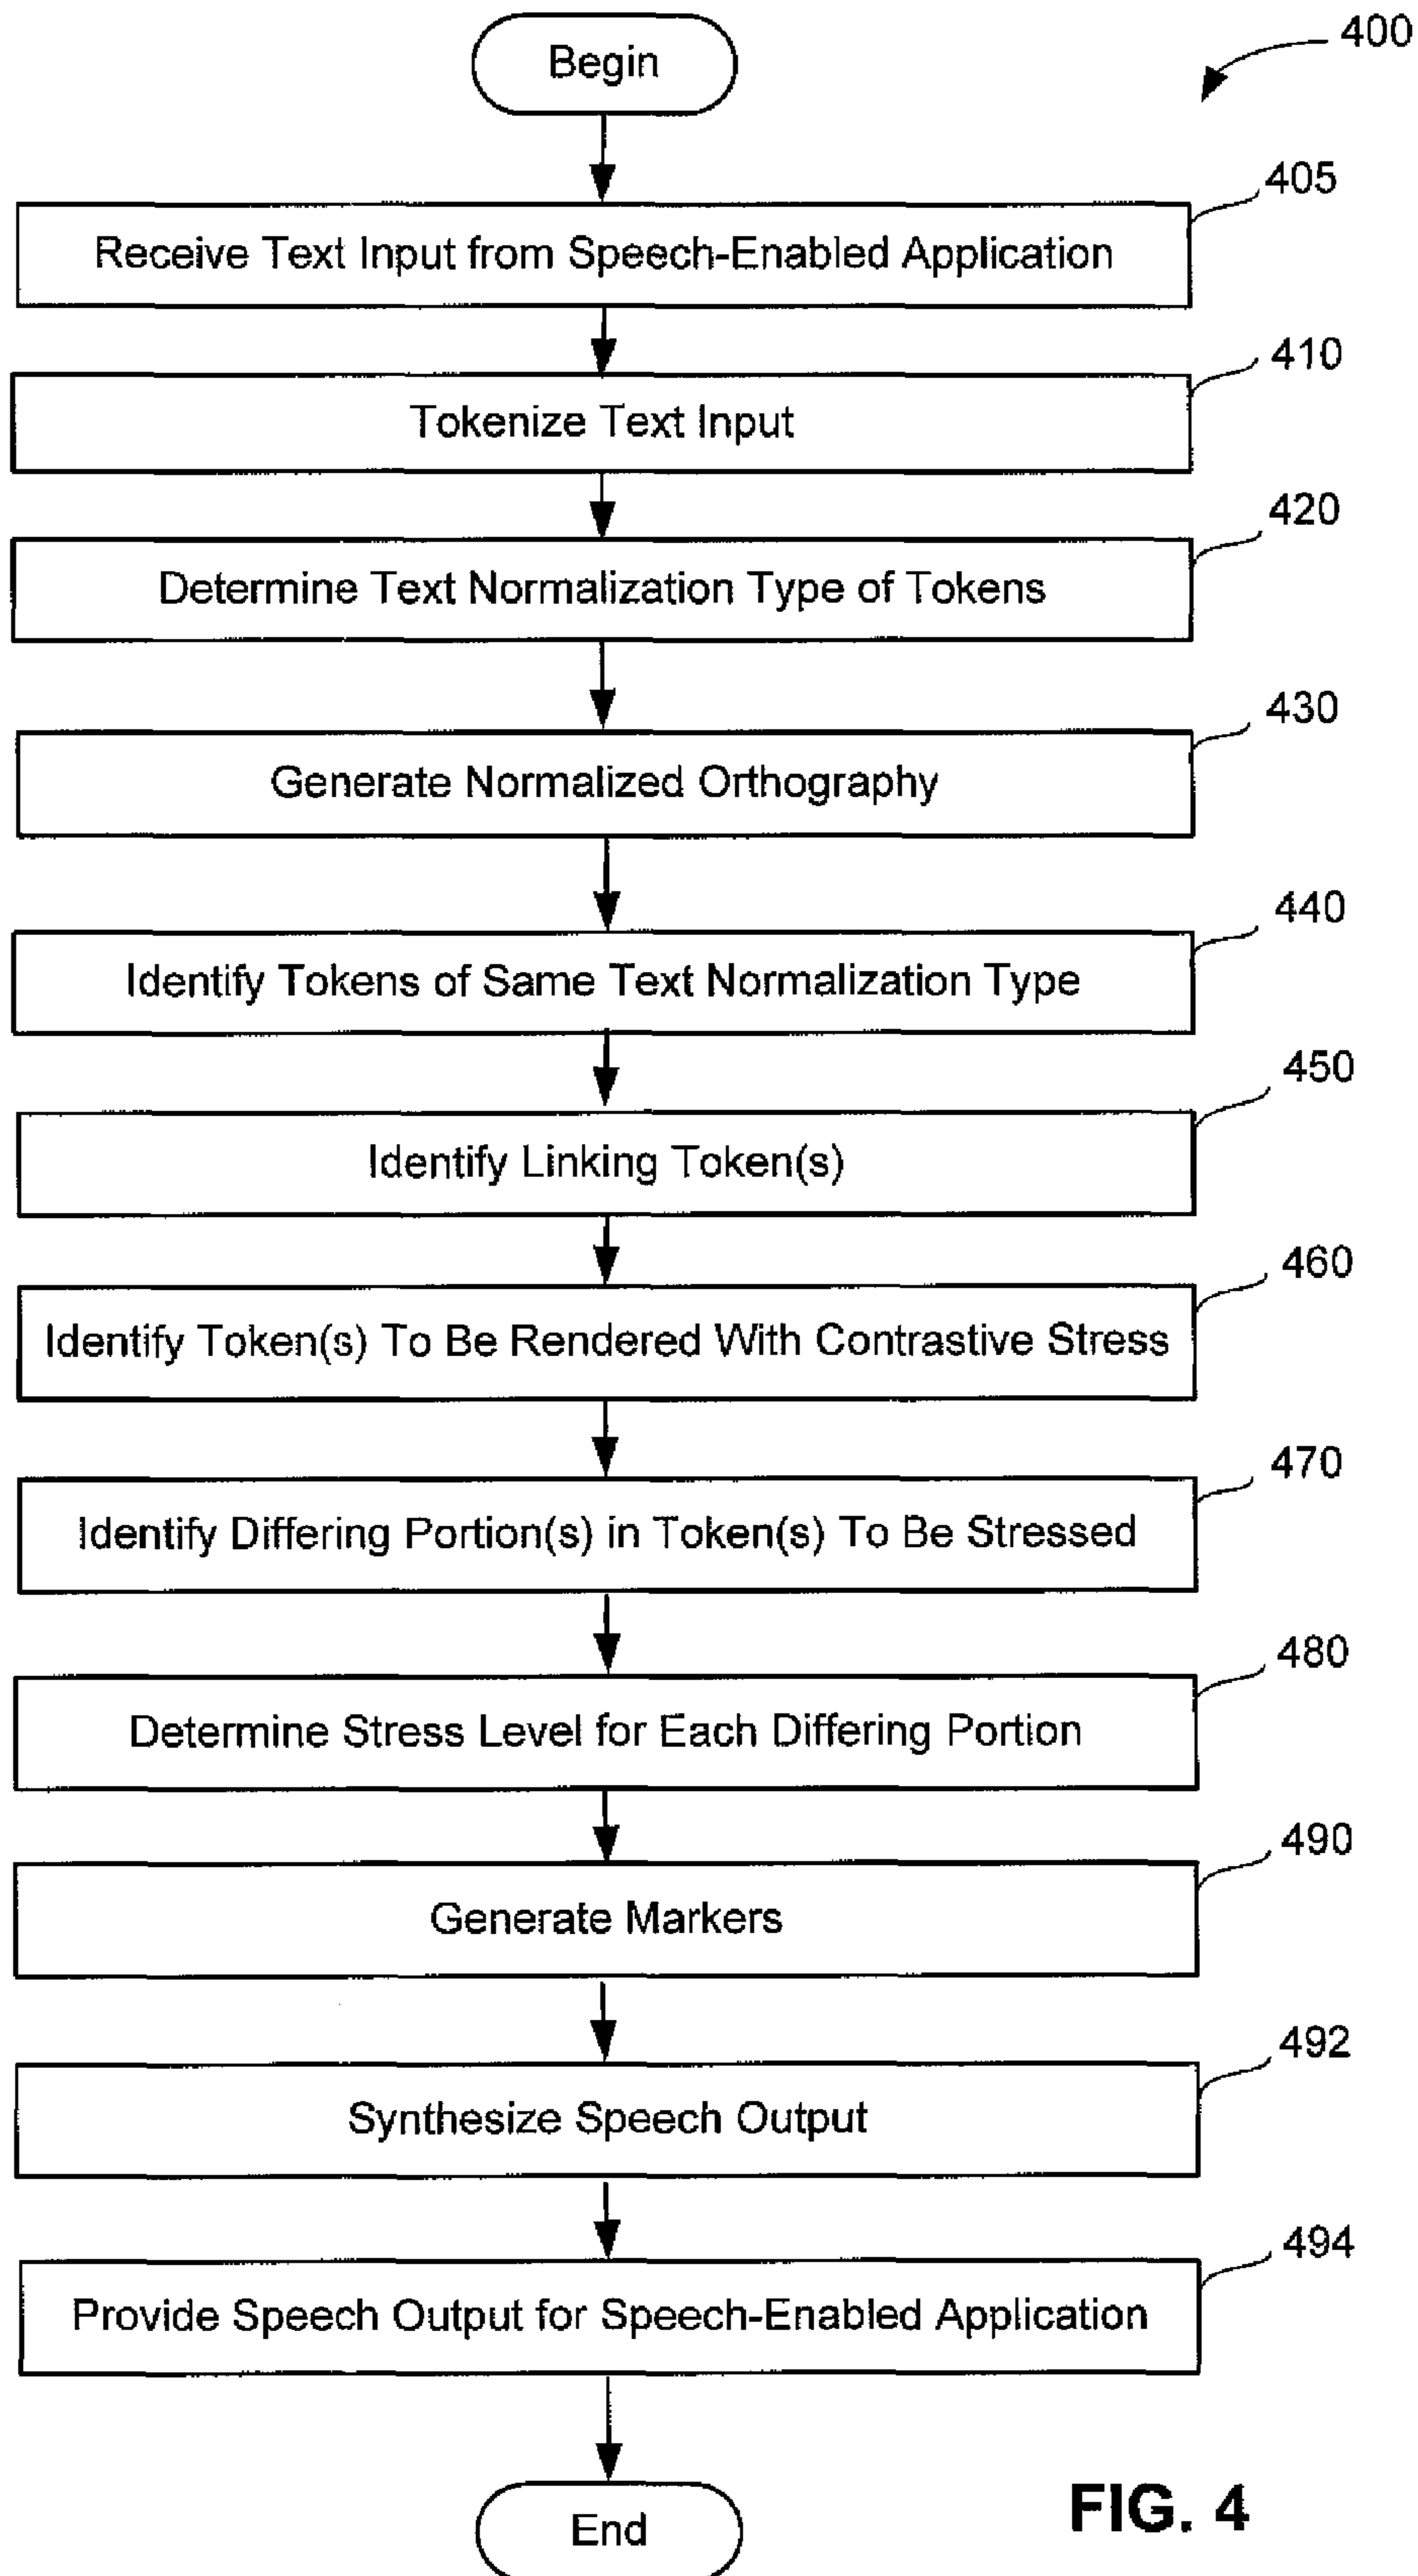 400
Begin
405
Receive Text Input from Speech-Enabled Application
410
Tokenize Text Input
420
Determine Text Normalization Type of Tokens
430
Generate Normalized Orthography
440
Identify Tokens of Same Text Normalization Type
450
Identify Linking Token(s)
460
Identify Token(s) To Be Rendered With Contrastive Stress
470
Identify Differing Portion(s) in Token(s) To Be Stressed
480
Determine Stress Level for Each Differing Portion
490
Generate Markers
492
Synthesize Speech Output
494
Provide Speech Output for Speech-Enabled Application
End
FIG. 4